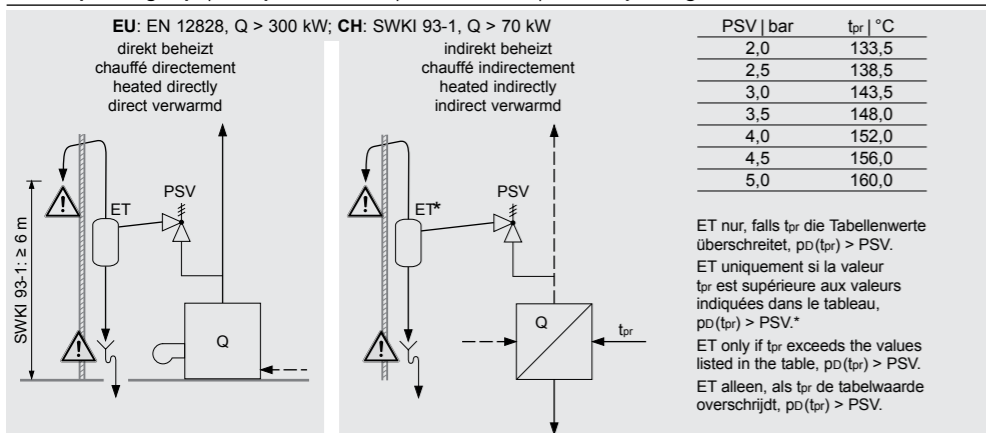 EU: EN 12828, Q > 300 kW; CH: SWKI 93-1, Q > 70 kW
direkt beheizt
chauffé directement
heated directly
direct verwarmd
SWKI 93-1: ≥ 6 m
ET
PSV
Q
indirekt beheizt
chauffé indirectement
heated indirectly
indirect verwarmd
ET*
PSV
Q
tpr
PSV | bar tpr | °C
2,0 133,5
2,5 138,5
3,0 143,5
3,5 148,0
4,0 152,0
4,5 156,0
5,0 160,0
ET nur, falls tpr die Tabellenwerte
überschreitet, pD(tpr) > PSV.
ET uniquement si la valeur
tpr est supérieure aux valeurs
indiquées dans le tableau,
pD(tpr) > PSV.*
ET only if tpr exceeds the values
listed in the table, pD(tpr) > PSV.
ET alleen, als tpr de tabelwaarde
overschrijdt, pD(tpr) > PSV.